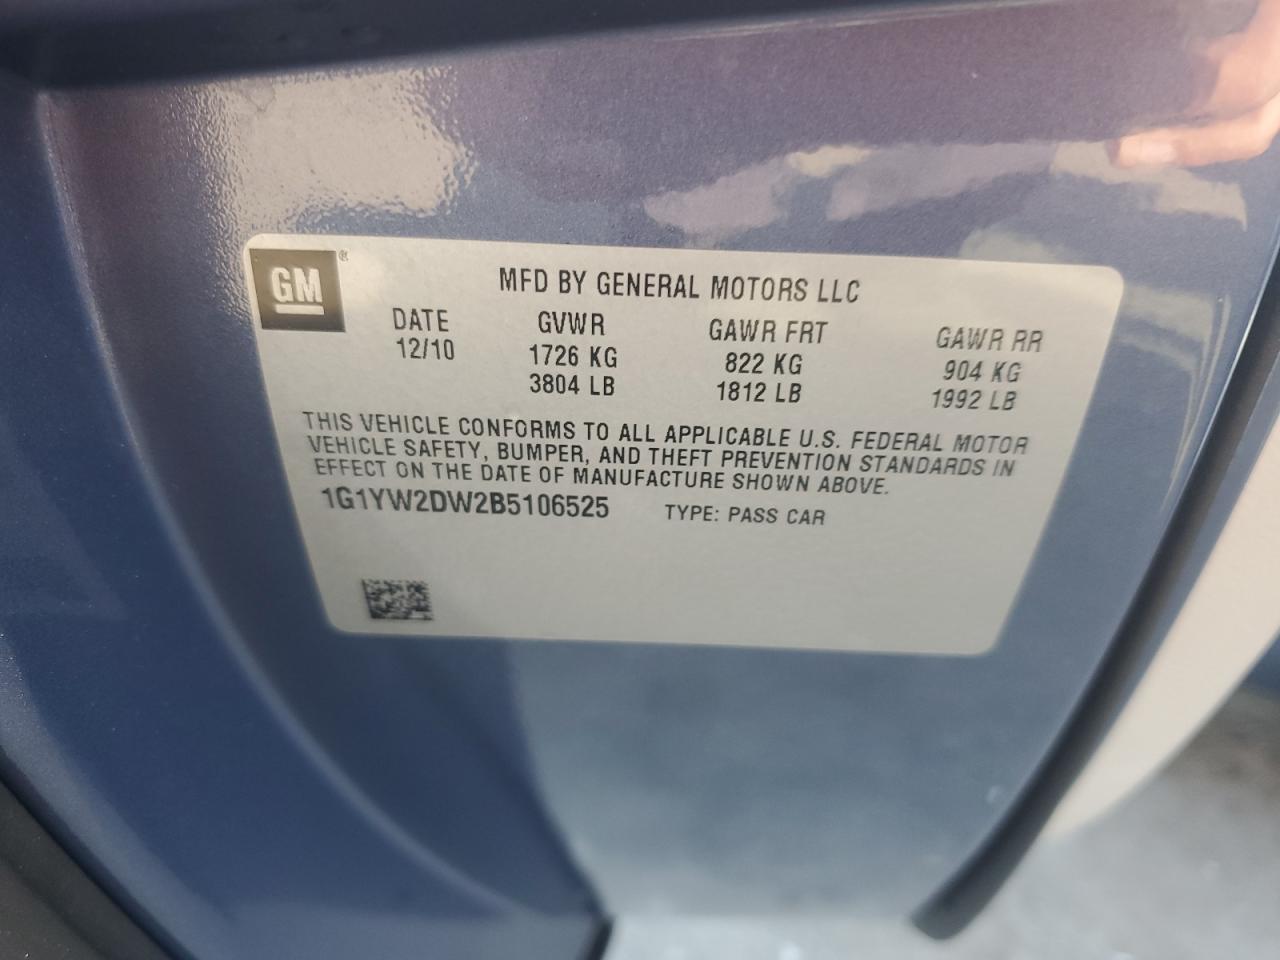 GM®
MFD BY GENERAL MOTORS LLC
DATE GVWR GAWR FRT GAWR RR
12/10 1726 KG 822 KG 904 KG
3804 LB 1812 LB 1992 LB
THIS VEHICLE CONFORMS TO ALL APPLICABLE U.S. FEDERAL MOTOR
VEHICLE SAFETY, BUMPER, AND THEFT PREVENTION STANDARDS IN
EFFECT ON THE DATE OF MANUFACTURE SHOWN ABOVE.
1G1YW2DW2B5106525 TYPE: PASS CAR